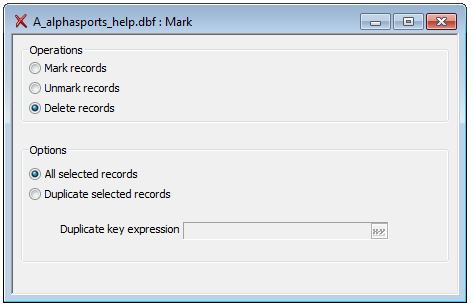 A_alphasports_help.dbf : Mark
Operations
Mark records
Unmark records
Delete records
Options
All selected records
Duplicate selected records
Duplicate key expression